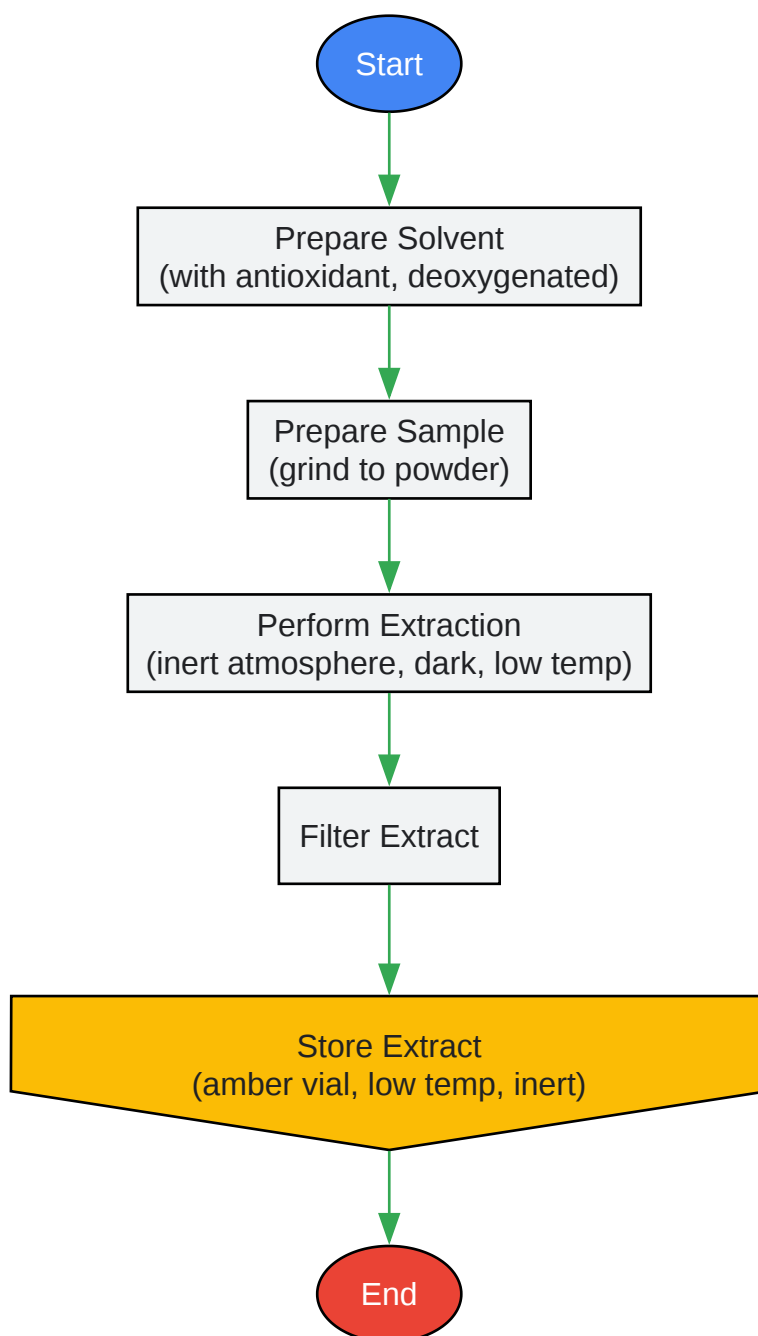 Start
Prepare Solvent
(with antioxidant, deoxygenated)
Prepare Sample
(grind to powder)
Perform Extraction
(inert atmosphere, dark, low temp)
Filter Extract
Store Extract
(amber vial, low temp, inert)
End